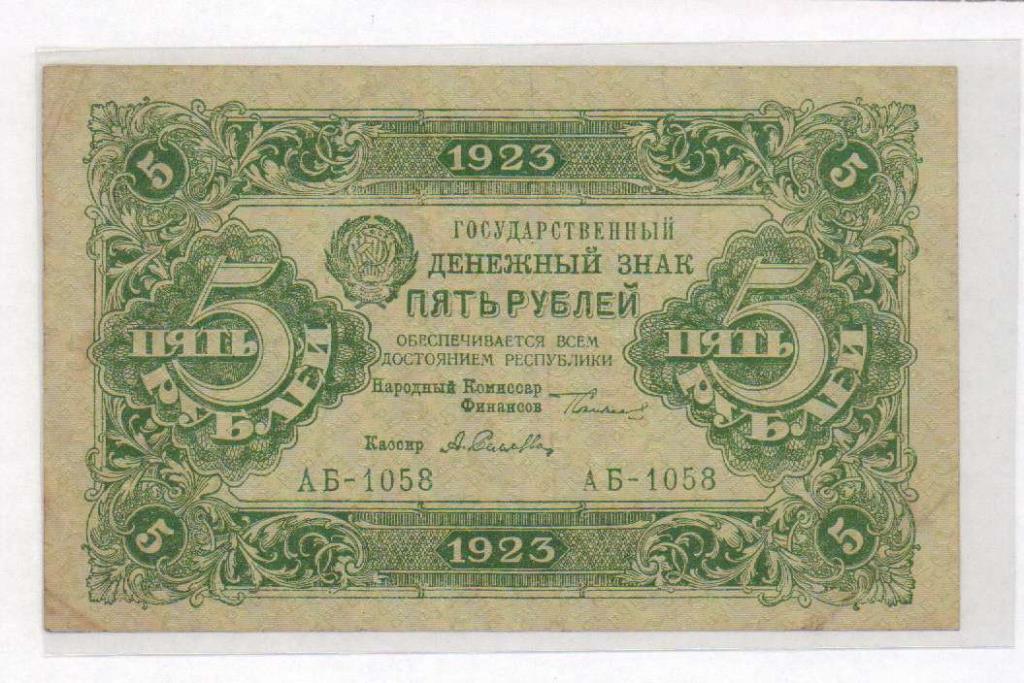 5 1923 5
ГОСУДАРСТВЕННЫЙ
ДЕНЕЖНЫЙ ЗНАК
ПЯТЬ РУБЛЕЙ
5 ПЯТЬ РУБЛЕЙ
ОБЕСПЕЧИВАЕТСЯ ВСЕМ
ДОСТОЯНИЕМ РЕСПУБЛИКИ
5 ПЯТЬ РУБЛЕЙ
Народный Комиссар
Финансов
Кассир
АБ-1058 АБ-1058
5 1923 5